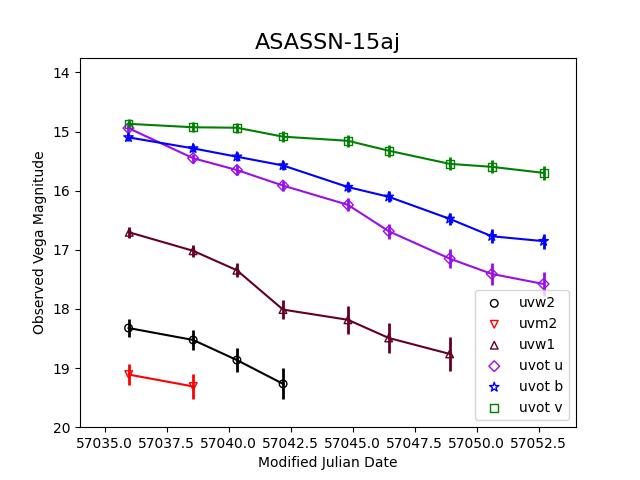 ASASSN-15aj
14
15
16
17
18
19
20
Observed Vega Magnitude
uvw2
uvm2
uvw1
uvot u
uvot b
uvot v
57035.0 57037.5 57040.0 57042.5 57045.0 57047.5 57050.0 57052.5
Modified Julian Date